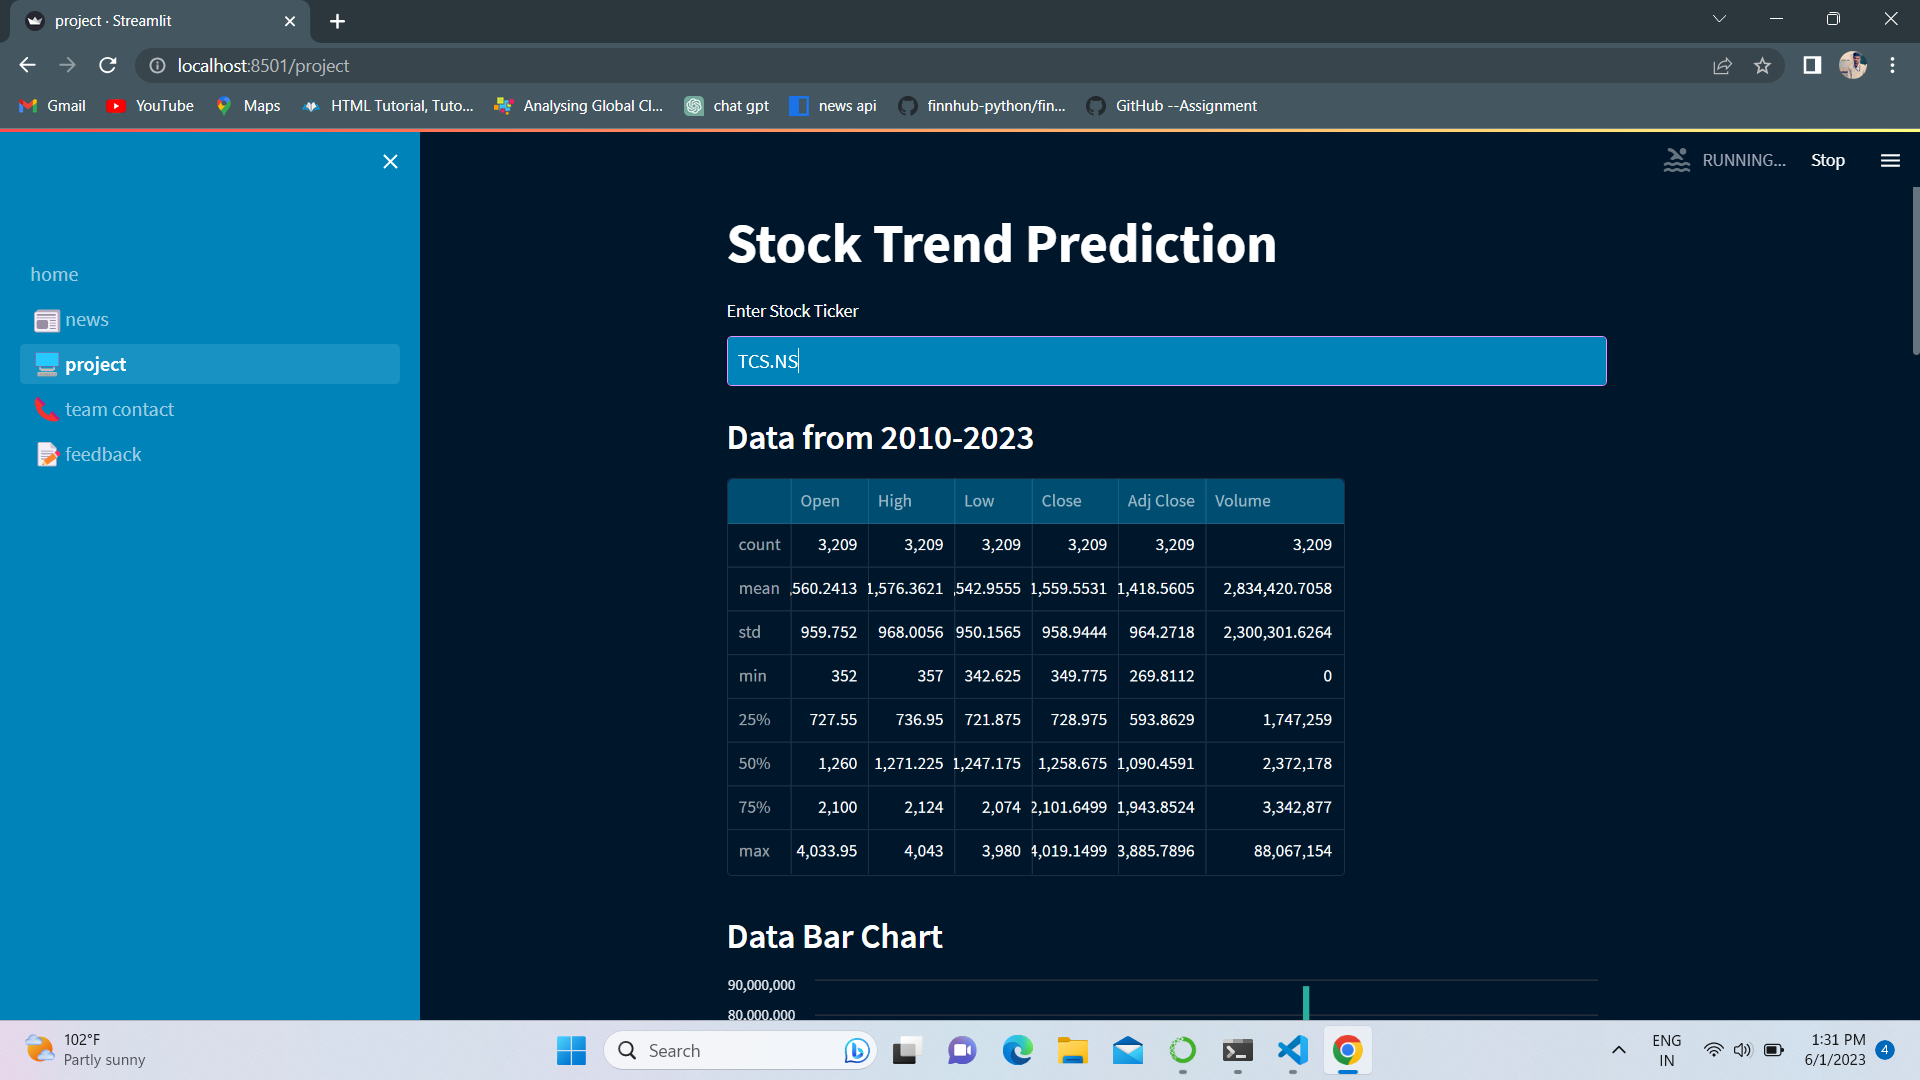 project · Streamlit
localhost:8501/project
Gmail YouTube Maps HTML Tutorial, Tuto... Analysing Global Cl... chat gpt news api finnhub-python/fin... GitHub --Assignment
RUNNING... Stop
home
news
project
team contact
feedback
Stock Trend Prediction
Enter Stock Ticker
TCS.NS
Data from 2010-2023
Open High Low Close Adj Close Volume
count 3,209 3,209 3,209 3,209 3,209 3,209
mean ,560.2413 1,576.3621 ,542.9555 1,559.5531 1,418.5605 2,834,420.7058
std 959.752 968.0056 950.1565 958.9444 964.2718 2,300,301.6264
min 352 357 342.625 349.775 269.8112 0
25% 727.55 736.95 721.875 728.975 593.8629 1,747,259
50% 1,260 1,271.225 1,247.175 1,258.675 1,090.4591 2,372,178
75% 2,100 2,124 2,074 2,101.6499 1,943.8524 3,342,877
max 4,033.95 4,043 3,980 4,019.1499 3,885.7896 88,067,154
Data Bar Chart
90,000,000
80,000,000
102°F
Partly sunny
Search
ENG
IN
1:31 PM
6/1/2023
4